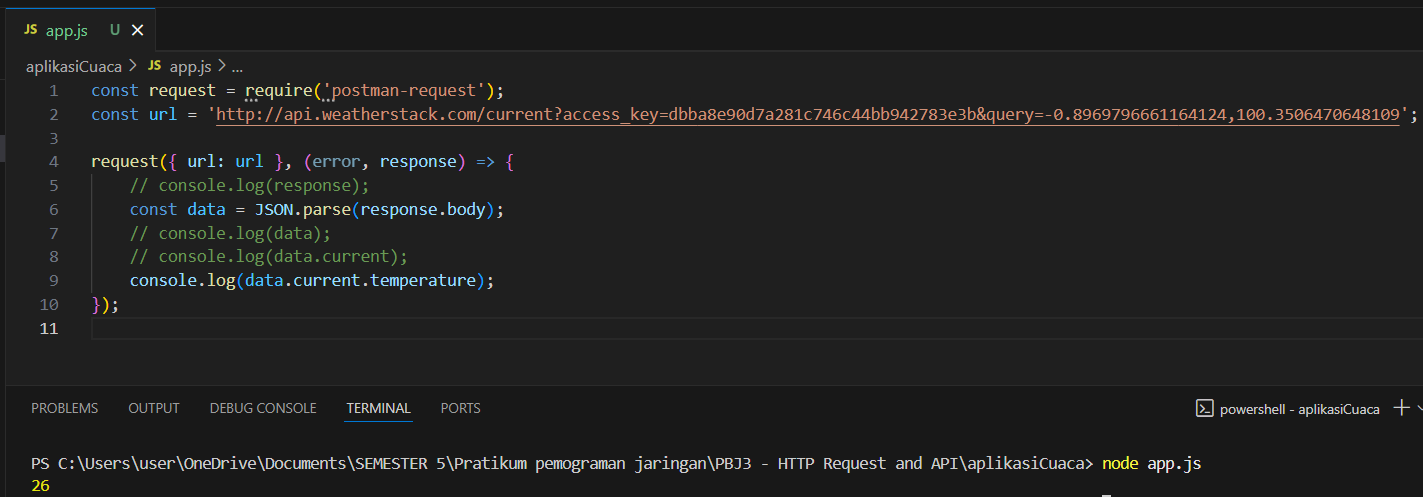 JS app.js U
aplikasiCuaca > JS app.js > ...
1 const request = require('postman-request');
2 const url = 'http://api.weatherstack.com/current?access_key=dbba8e90d7a281c746c44bb942783e3b&query=-0.8969796661164124,100.3506470648109';
3
4 request({ url: url }, (error, response) => {
5 // console.log(response);
6 const data = JSON.parse(response.body);
7 // console.log(data);
8 // console.log(data.current);
9 console.log(data.current.temperature);
10 });
11
PROBLEMS OUTPUT DEBUG CONSOLE TERMINAL PORTS powershell - aplikasiCuaca
PS C:\Users\user\OneDrive\Documents\SEMESTER 5\Pratikum pemograman jaringan\PBJ3 - HTTP Request and API\aplikasiCuaca> node app.js
26